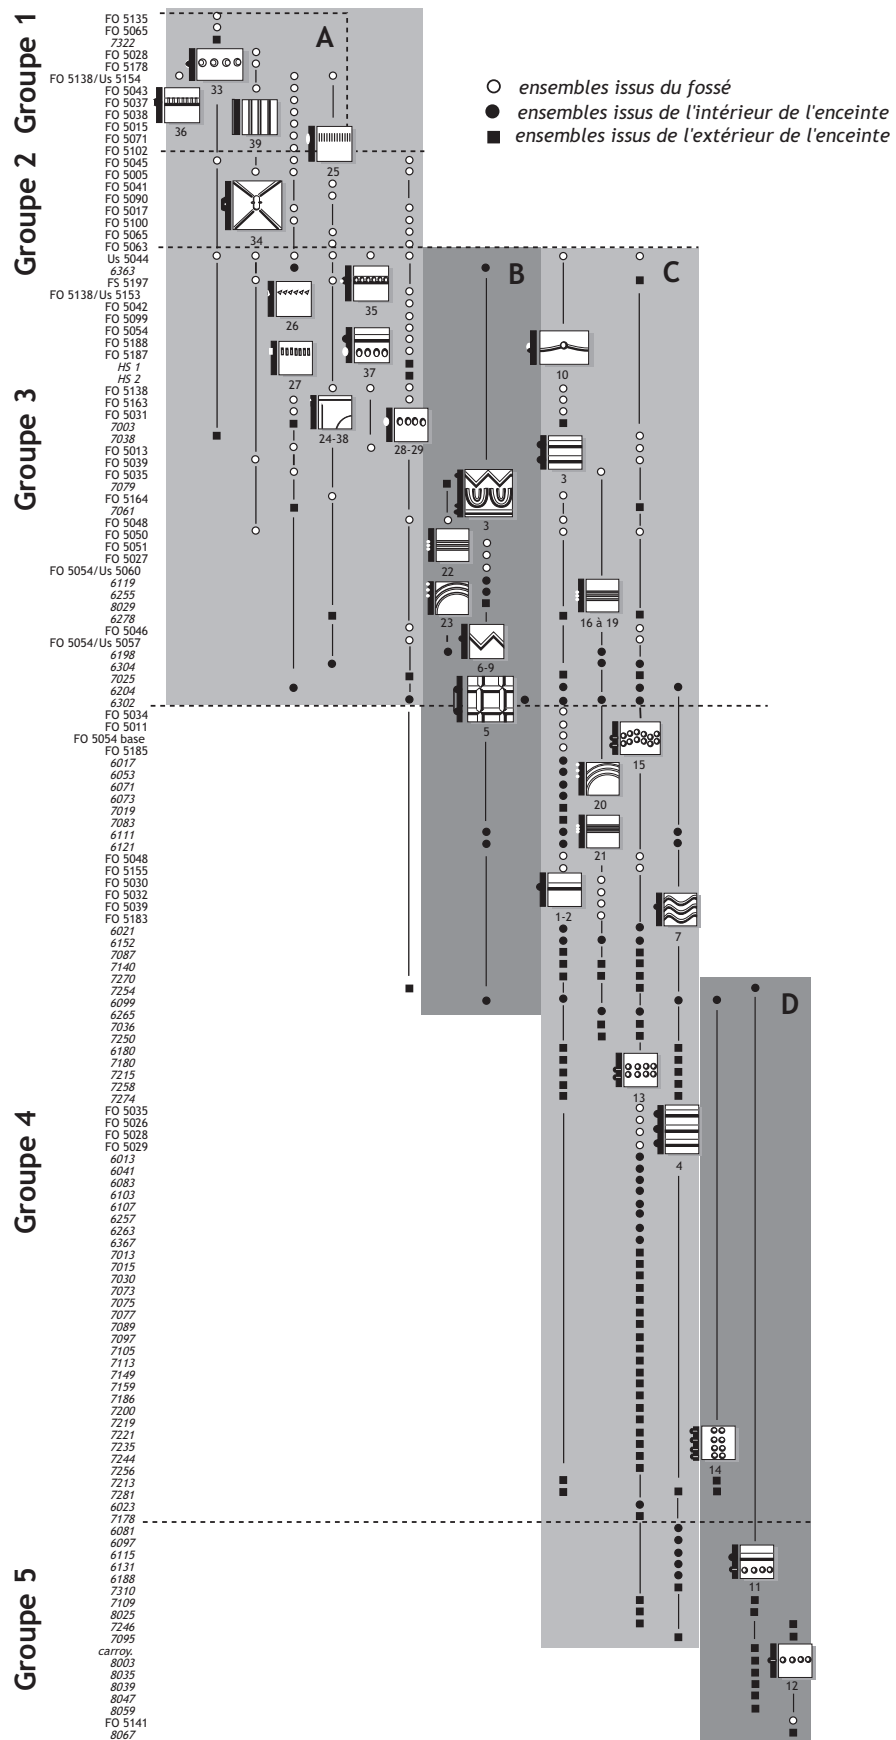 Groupe 1
FO 5135
FO 5065
7322
FO 5028
FO 5178
FO 5138/Us 5154
FO 5043
FO 5037
FO 5038
FO 5015
FO 5071
FO 5102
Groupe 2
FO 5045
FO 5005
FO 5041
FO 5090
FO 5017
FO 5100
FO 5065
FO 5063
Groupe 3
Us 5044
6363
FS 5197
FO 5138/Us 5153
FO 5042
FO 5099
FO 5054
FO 5188
FO 5187
HS 1
HS 2
FO 5138
FO 5163
FO 5031
7003
7038
FO 5013
FO 5039
FO 5035
7079
FO 5164
7061
FO 5048
FO 5050
FO 5051
FO 5027
FO 5054/Us 5060
6119
6255
8029
6278
FO 5046
FO 5054/Us 5057
6198
6304
7025
6204
6302
Groupe 4
FO 5034
FO 5011
FO 5054 base
FO 5185
6017
6053
6071
6073
7019
7083
6111
6121
FO 5048
FO 5155
FO 5030
FO 5032
FO 5039
FO 5183
6021
6152
7087
7140
7270
7254
6099
6265
7036
7250
6180
7180
7215
7258
7274
FO 5035
FO 5026
FO 5028
FO 5029
6013
6041
6083
6103
6107
6257
6263
6367
7013
7015
7030
7073
7075
7077
7089
7097
7105
7113
7149
7159
7186
7200
7219
7221
7235
7244
7256
7213
7281
6023
7178
Groupe 5
6081
6097
6115
6131
6188
7310
7109
8025
7246
7095
carroy.
8003
8035
8039
8047
8059
FO 5141
8067
A
B
C
D
ensembles issus du fossé
ensembles issus de l'intérieur de l'enceinte
ensembles issus de l'extérieur de l'enceinte
33
36
39
25
34
26
35
27
37
24-38
28-29
10
3
3
22
23
16 à 19
6-9
5
15
20
21
1-2
7
13
4
14
11
12